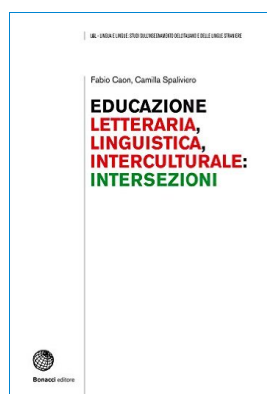 L&L - LINGUA E LINGUE: STUDI SULL'INSEGNAMENTO DELL'ITALIANO E DELLE LINGUE STRANIERE
Fabio Caon, Camilla Spaliviero
EDUCAZIONE
LETTERARIA,
LINGUISTICA,
INTERCULTURALE:
INTERSEZIONI
Bonacci editore